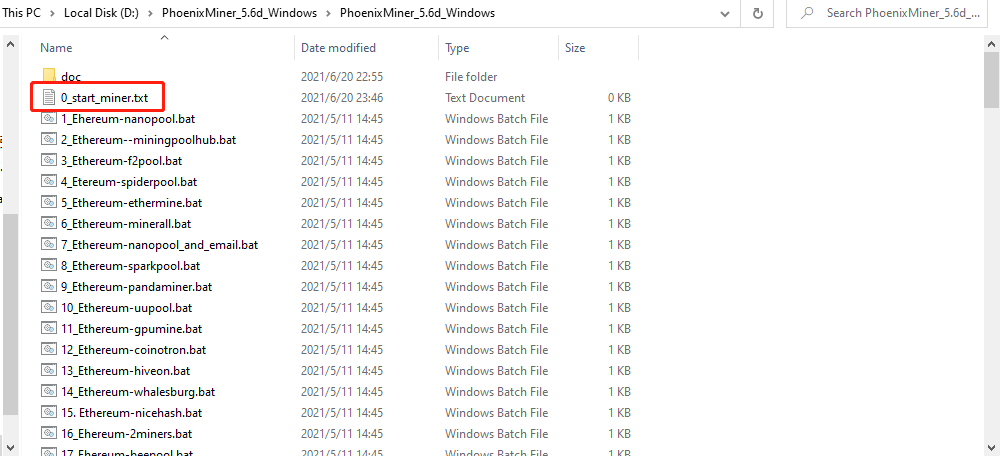 This PC > Local Disk (D:) > PhoenixMiner_5.6d_Windows > PhoenixMiner_5.6d_Windows Search PhoenixMiner_5.6d_...
Name Date modified Type Size
doc 2021/6/20 22:55 File folder
0_start_miner.txt 2021/6/20 23:46 Text Document 0 KB
1_Ehereum-nanopool.bat 2021/5/11 14:45 Windows Batch File 1 KB
2_Ethereum--miningpoolhub.bat 2021/5/11 14:45 Windows Batch File 1 KB
3_Ethereum-f2pool.bat 2021/5/11 14:45 Windows Batch File 1 KB
4_Etereum-spiderpool.bat 2021/5/11 14:45 Windows Batch File 1 KB
5_Ethereum-ethermine.bat 2021/5/11 14:45 Windows Batch File 1 KB
6_Ethereum-minerall.bat 2021/5/11 14:45 Windows Batch File 1 KB
7_Ethereum-nanopool_and_email.bat 2021/5/11 14:45 Windows Batch File 1 KB
8_Ethereum-sparkpool.bat 2021/5/11 14:45 Windows Batch File 1 KB
9_Ethereum-pandaminer.bat 2021/5/11 14:45 Windows Batch File 1 KB
10_Ethereum-uupool.bat 2021/5/11 14:45 Windows Batch File 1 KB
11_Ethereum-gpumine.bat 2021/5/11 14:45 Windows Batch File 1 KB
12_Ethereum-coinotron.bat 2021/5/11 14:45 Windows Batch File 1 KB
13_Ethereum-hiveon.bat 2021/5/11 14:45 Windows Batch File 1 KB
14_Ethereum-whalesburg.bat 2021/5/11 14:45 Windows Batch File 1 KB
15. Ethereum-nicehash.bat 2021/5/11 14:45 Windows Batch File 1 KB
16_Ehereum-2miners.bat 2021/5/11 14:45 Windows Batch File 1 KB
17_Ehereum-beepool.bat 2021/5/11 14:45 Windows Batch File 1 KB